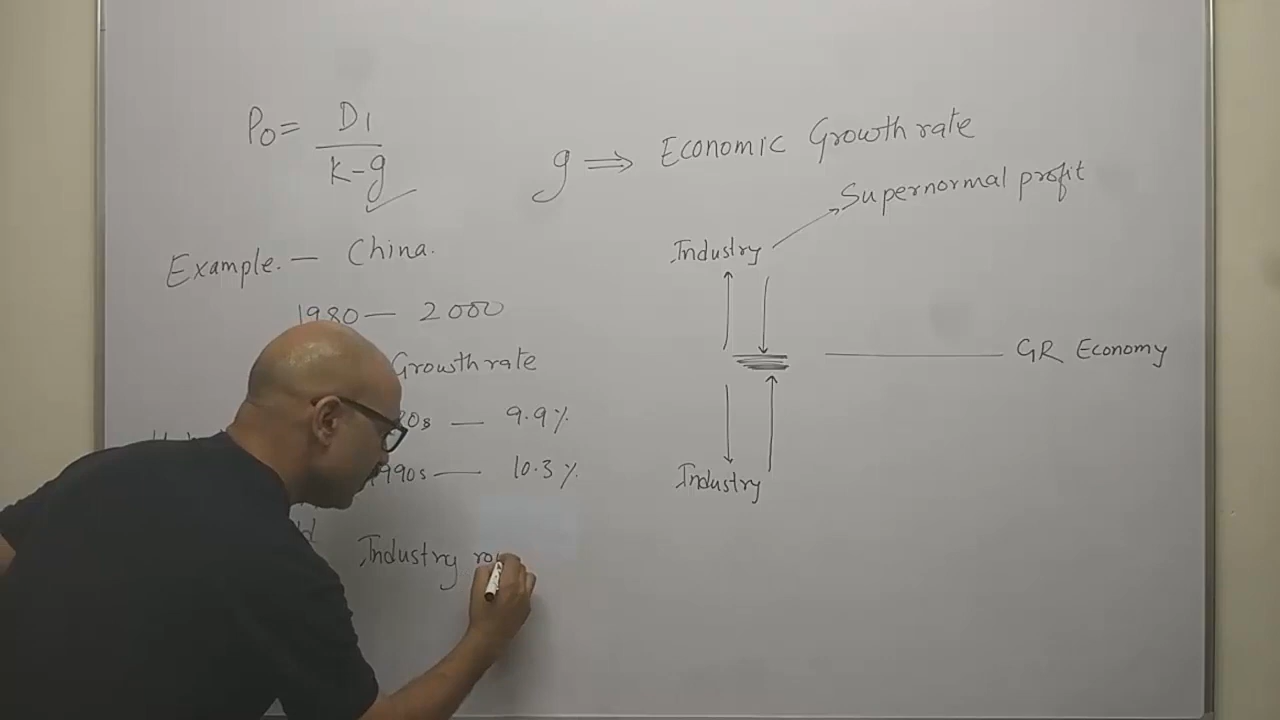 P0 = D1
K-g
g ⇒ Economic Growth rate
Supernormal profit
Industry
Example. — China.
1980 — 2000
Growth rate
GR Economy
80s — 9.9%
1990s — 10.3%
Industry
Industry